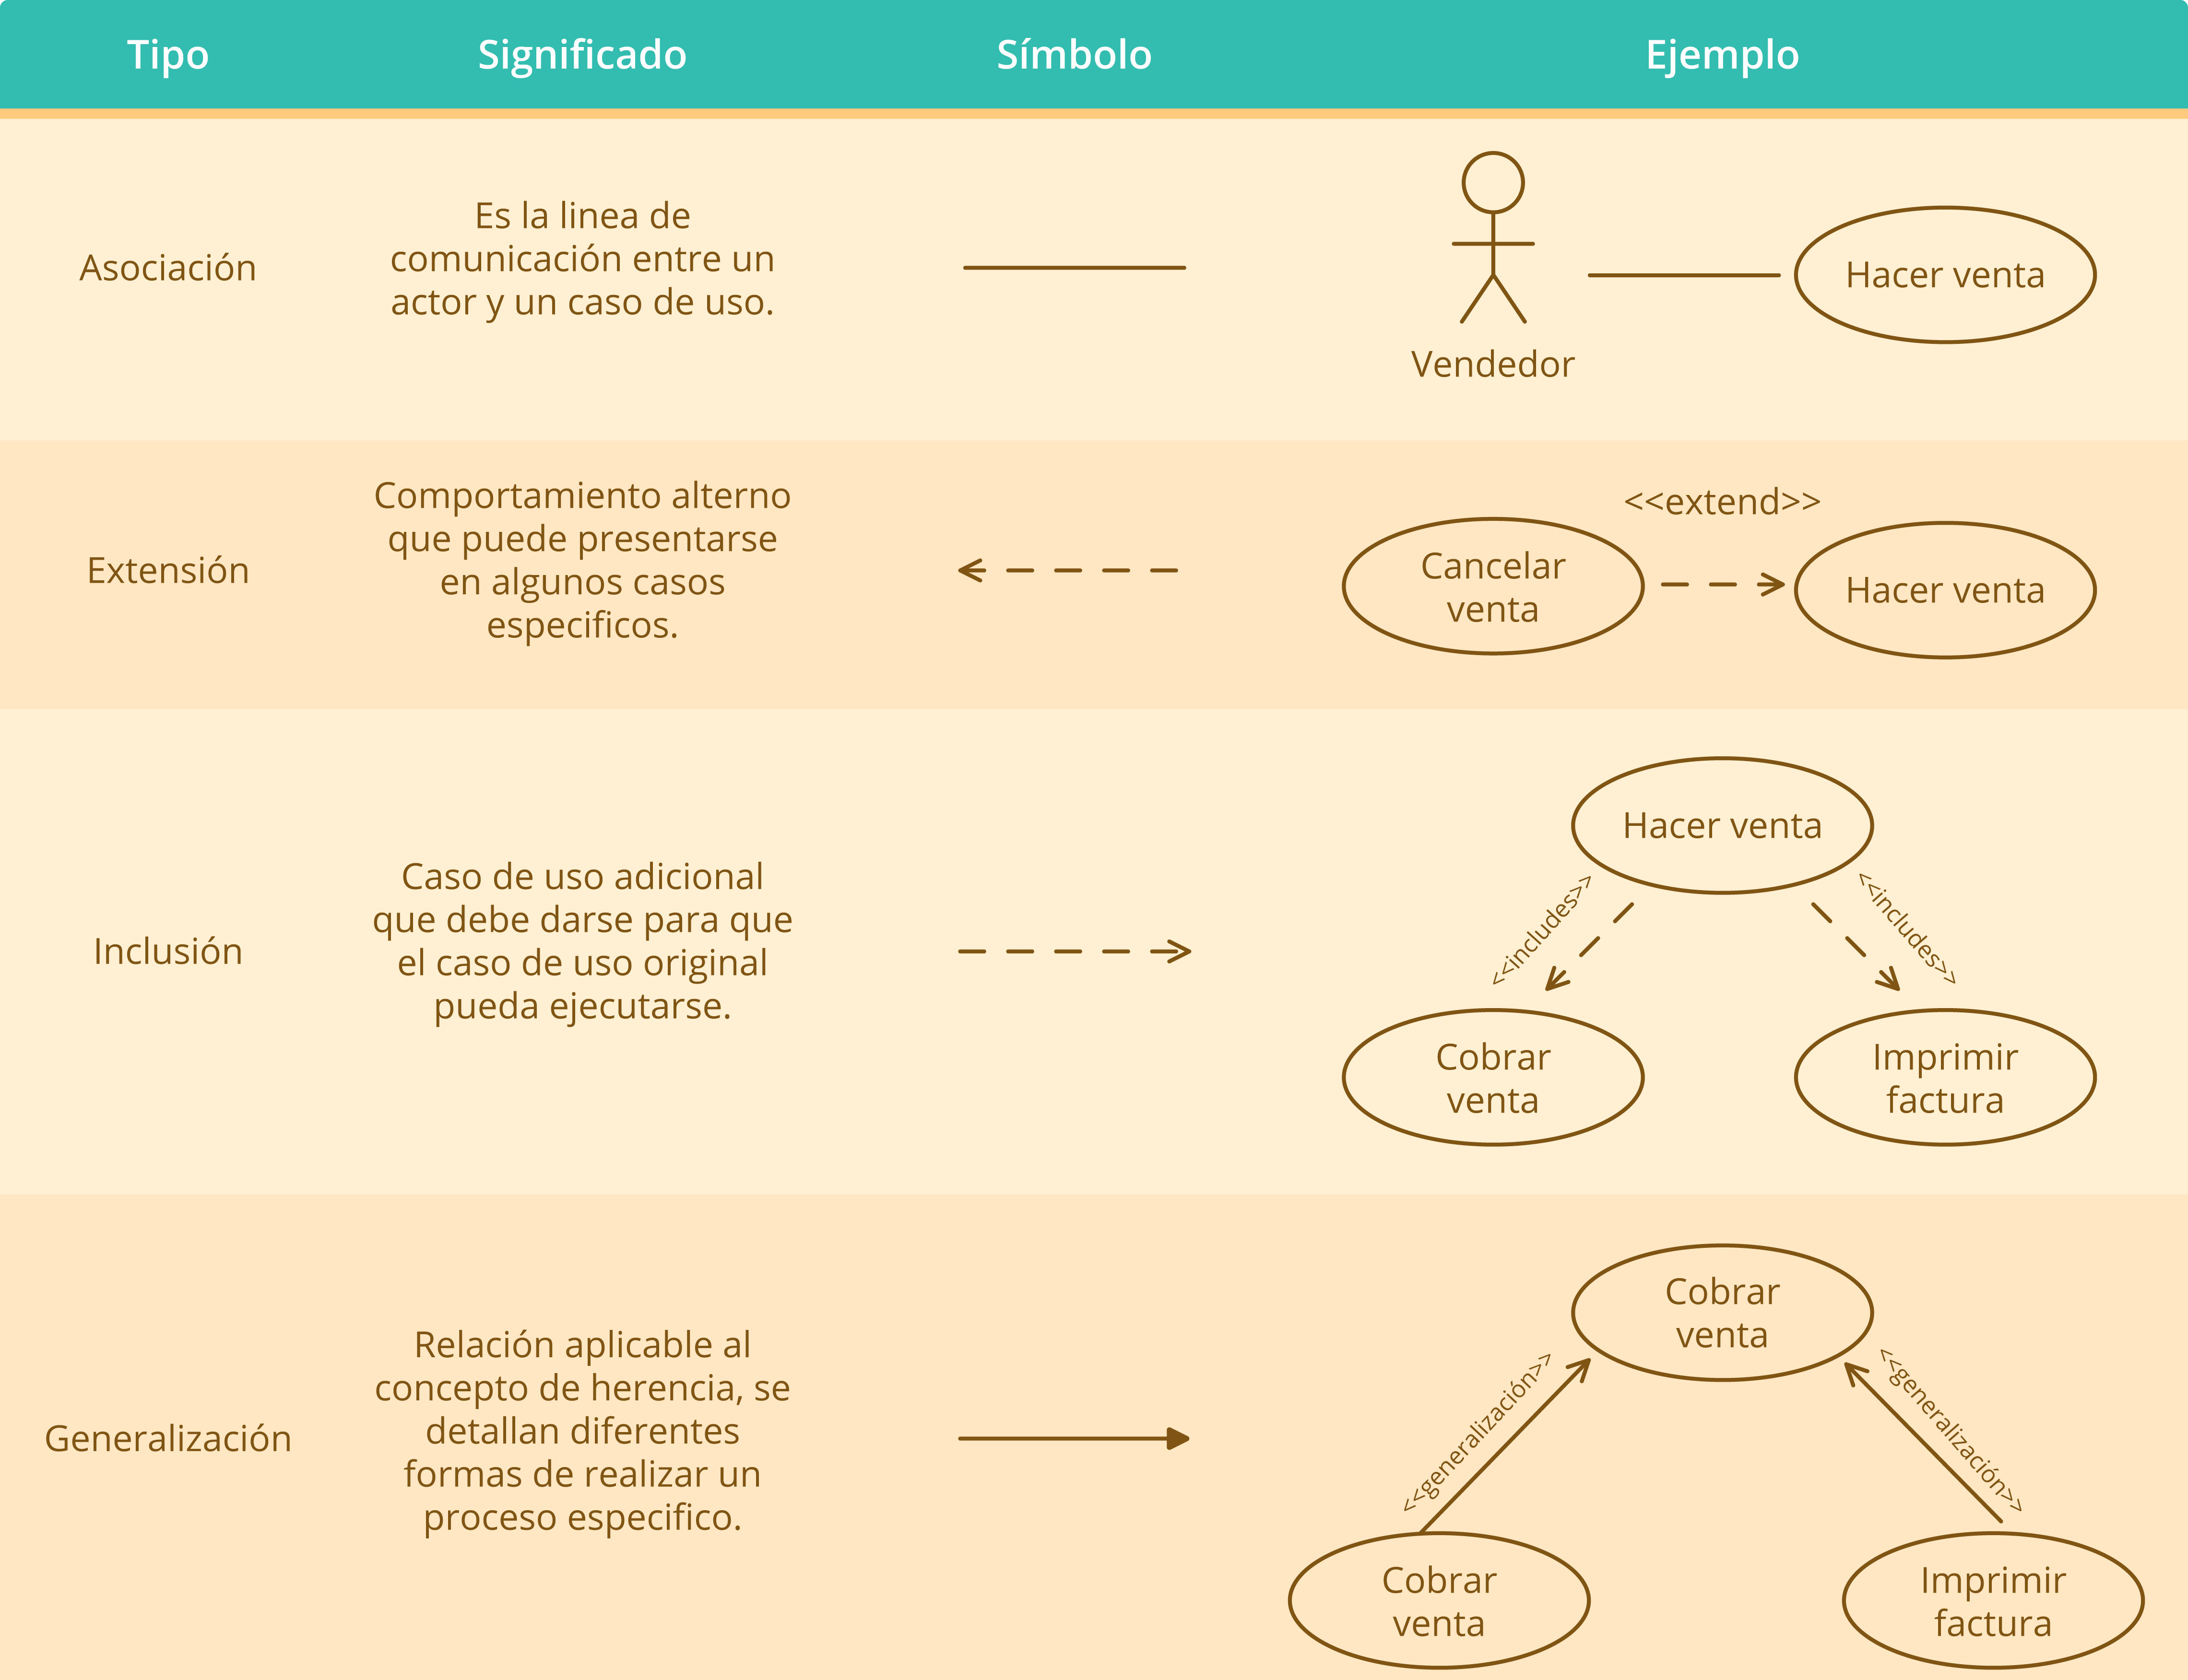 Tipo
Significado
Símbolo
Ejemplo
Asociación
Es la linea de
comunicación entre un
actor y un caso de uso.
Vendedor
Hacer venta
Extensión
Comportamiento alterno
que puede presentarse
en algunos casos
especificos.
<<extend>>
Cancelar
venta
Hacer venta
Inclusión
Caso de uso adicional
que debe darse para que
el caso de uso original
pueda ejecutarse.
Hacer venta
<<includes>>
<<includes>>
Cobrar
venta
Imprimir
factura
Generalización
Relación aplicable al
concepto de herencia, se
detallan diferentes
formas de realizar un
proceso especifico.
Cobrar
venta
<<generalización>>
<<generalización>>
Cobrar
venta
Imprimir
factura